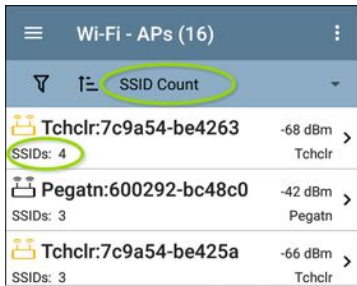 Wi-Fi - APs (16)
SSID Count
Tchclr:7c9a54-be4263 -68 dBm
SSIDs: 4 Tchclr
Pegatn:600292-bc48c0 -42 dBm
SSIDs: 3 Pegatn
Tchclr:7c9a54-be425a -66 dBm
SSIDs: 3 Tchclr